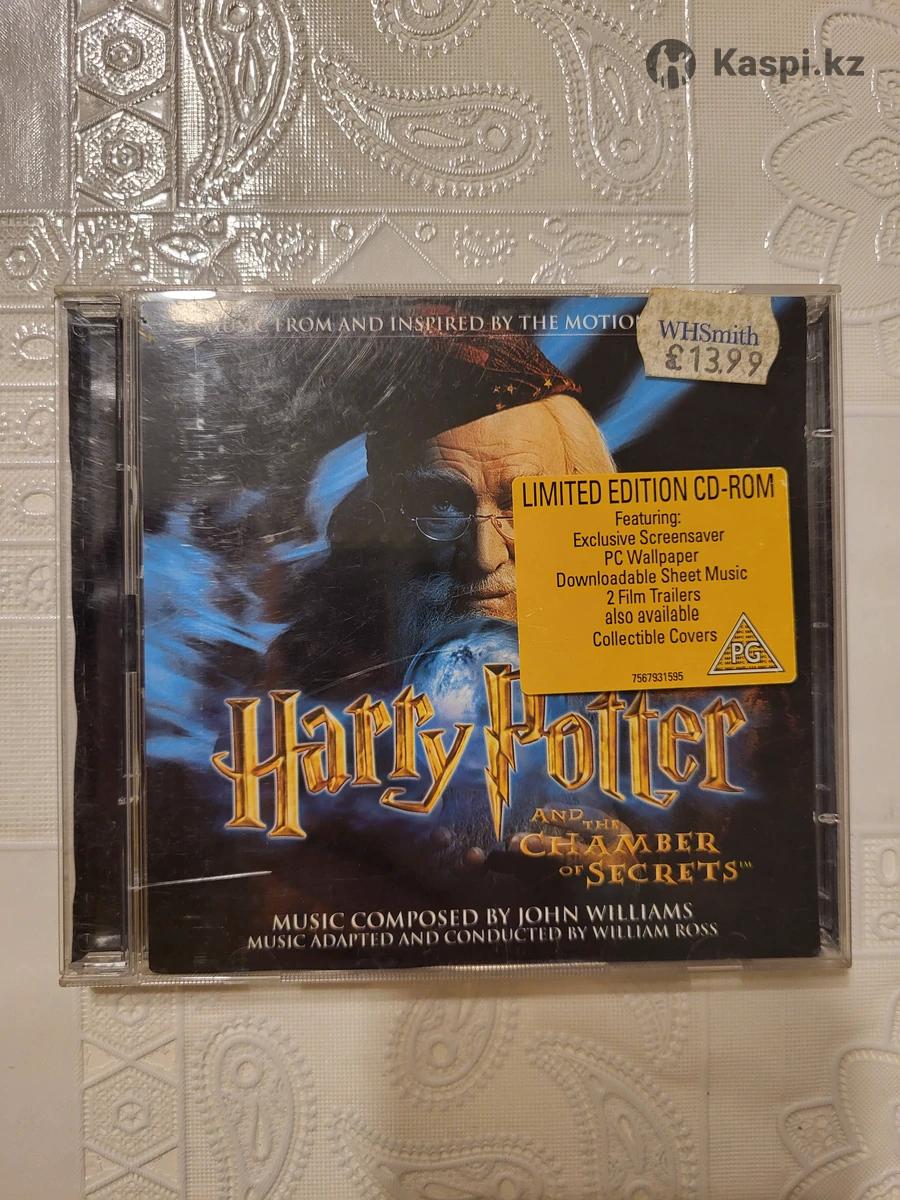 Kaspi.kz
MUSIC FROM AND INSPIRED BY THE MOTION
WHSmith
£13.99
LIMITED EDITION CD-ROM
Featuring:
Exclusive Screensaver
PC Wallpaper
Downloadable Sheet Music
2 Film Trailers
also available
Collectible Covers
PG
7567931595
Harry Potter
AND THE
CHAMBER
OF SECRETS™
MUSIC COMPOSED BY JOHN WILLIAMS
MUSIC ADAPTED AND CONDUCTED BY WILLIAM ROSS